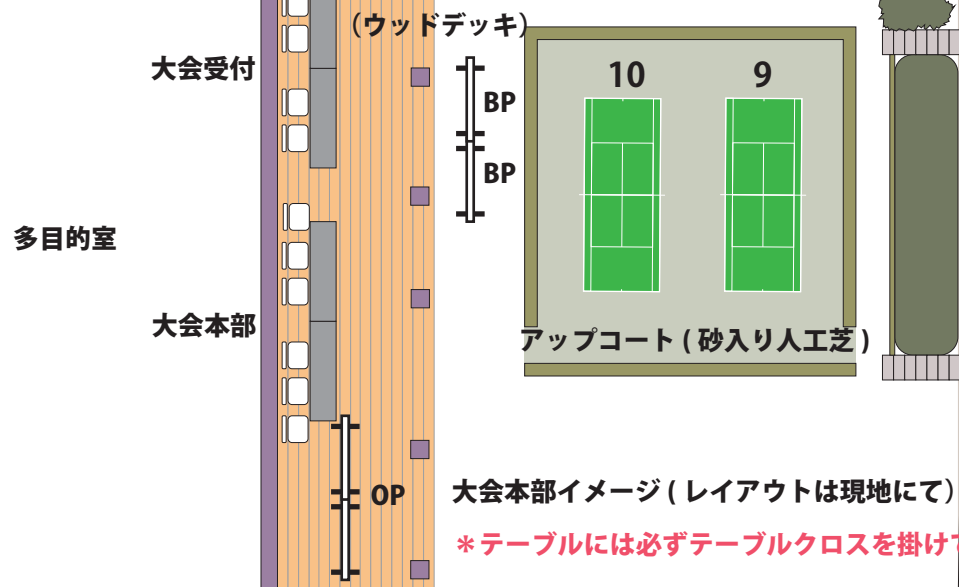 (ウッドデッキ)
大会受付
10
9
BP
BP
多目的室
大会本部
アップコート ( 砂入り人工芝 )
OP
大会本部イメージ ( レイアウトは現地にて)
＊テーブルには必ずテーブルクロスを掛けて